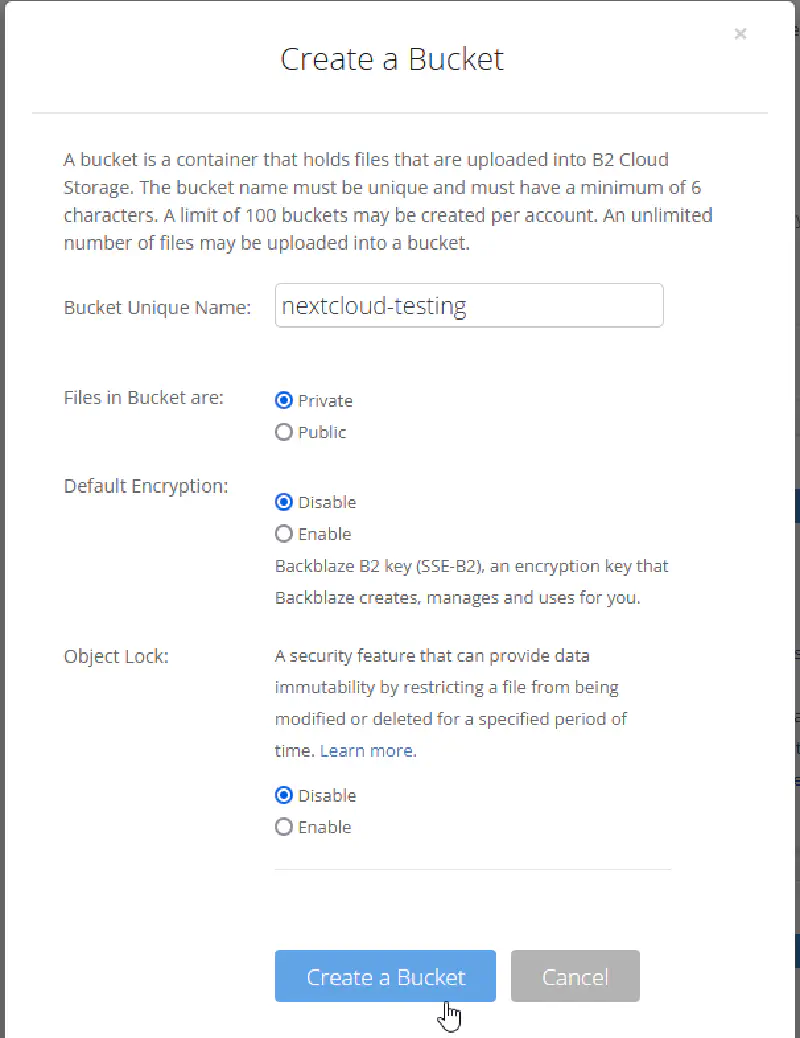 ×
Create a Bucket
A bucket is a container that holds files that are uploaded into B2 Cloud
Storage. The bucket name must be unique and must have a minimum of 6
characters. A limit of 100 buckets may be created per account. An unlimited
number of files may be uploaded into a bucket.
Bucket Unique Name: nextcloud-testing
Files in Bucket are: Private
Public
Default Encryption:
Disable
Enable
Backblaze B2 key (SSE-B2), an encryption key that
Backblaze creates, manages and uses for you.
Object Lock: A security feature that can provide data
immutability by restricting a file from being
modified or deleted for a specified period of
time. Learn more.
Disable
Enable
Create a Bucket Cancel